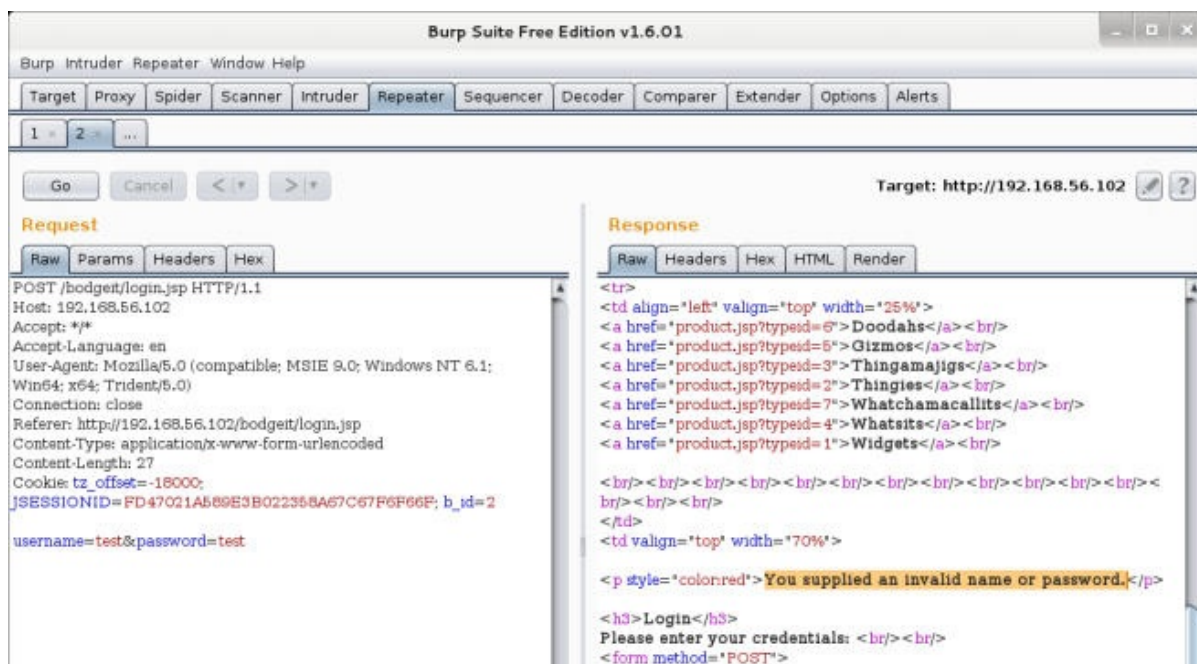 Burp Suite Free Edition v1.6.01
Burp Intruder Repeater Window Help
Target Proxy Spider Scanner Intruder Repeater Sequencer Decoder Comparer Extender Options Alerts
1 × 2 × ...
Go Cancel < > Target: http://192.168.56.102 ?
Request
Raw Params Headers Hex
POST /bodgeit/login.jsp HTTP/1.1
Host: 192.168.56.102
Accept: */*
Accept-Language: en
User-Agent: Mozilla/5.0 (compatible; MSIE 9.0; Windows NT 6.1;
Win64; x64; Trident/5.0)
Connection: close
Referer: http://192.168.56.102/bodgeit/login.jsp
Content-Type: application/x-www-form-urlencoded
Content-Length: 27
Cookie: tz_offset=-18000;
b_id=2
username=test&password=test
Response
Raw Headers Hex HTML Render
<tr>
<td align="left" valign="top" width="25%">
<a href="product.jsp?typeid=6">Doodahs</a><br/>
<a href="product.jsp?typeid=5">Gizmos</a><br/>
<a href="product.jsp?typeid=3">Thingamajigs</a><br/>
<a href="product.jsp?typeid=2">Thingies</a><br/>
<a href="product.jsp?typeid=7">Whatchamacallits</a><br/>
<a href="product.jsp?typeid=4">Whatsits</a><br/>
<a href="product.jsp?typeid=1">Widgets</a><br/>
<br/><br/><br/><br/><br/><br/><br/><br/><br/><br/><br/><br/><
br/><br/><br/>
</td>
<td valign="top" width="70%">
<p style="color:red">You supplied an invalid name or password.</p>
<h3>Login</h3>
Please enter your credentials: <br/><br/>
<form method="POST">